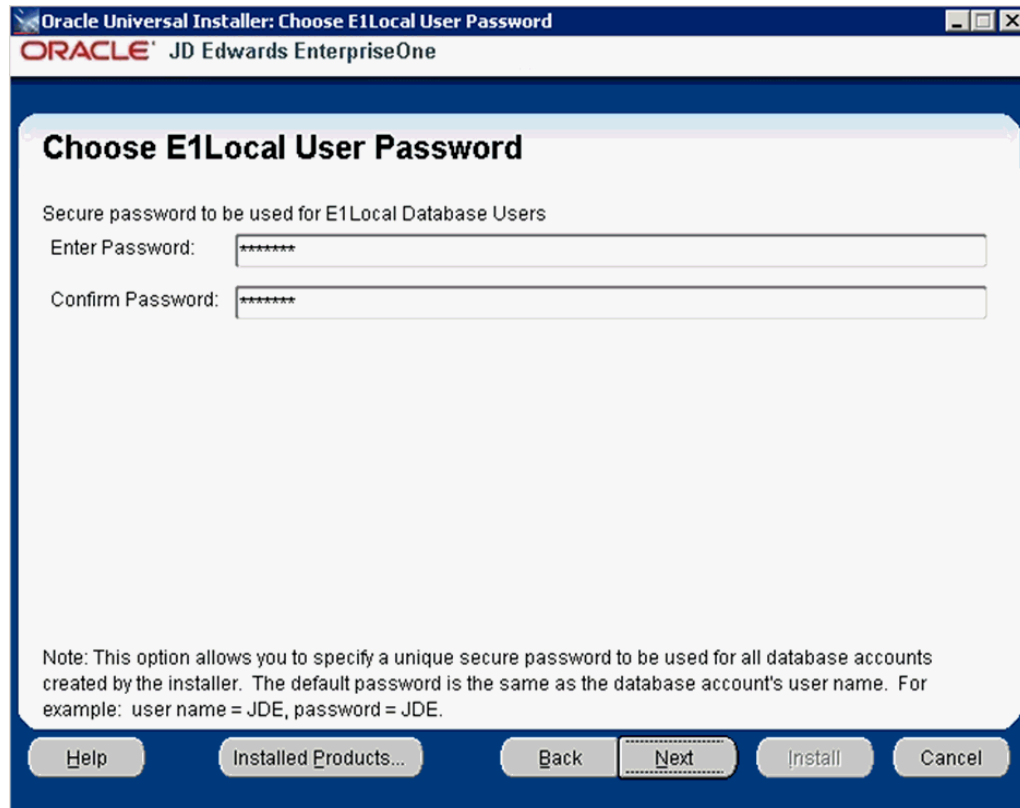 Oracle Universal Installer: Choose E1Local User Password
ORACLE JD Edwards EnterpriseOne
Choose E1Local User Password
Secure password to be used for E1Local Database Users
Enter Password: *******
Confirm Password: *******
Note: This option allows you to specify a unique secure password to be used for all database accounts
created by the installer. The default password is the same as the database account's user name. For
example: user name = JDE, password = JDE.
Help Installed Products... Back Next Install Cancel